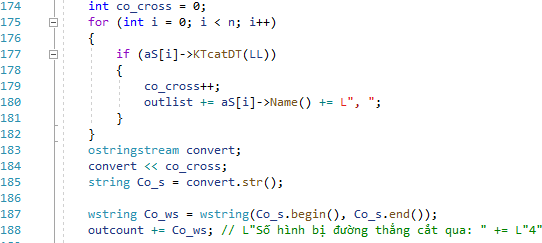 174 int co_cross = 0;
175 for (int i = 0; i < n; i++)
176 {
177 if (aS[i]->KTcatDT(LL))
178 {
179 co_cross++;
180 outlist += aS[i]->Name() += L", ";
181 }
182 }
183 ostringstream convert;
184 convert << co_cross;
185 string Co_s = convert.str();
186
187 wstring Co_ws = wstring(Co_s.begin(), Co_s.end());
188 outcount += Co_ws; // L"Số hình bị đường thẳng cắt qua: " += L"4"